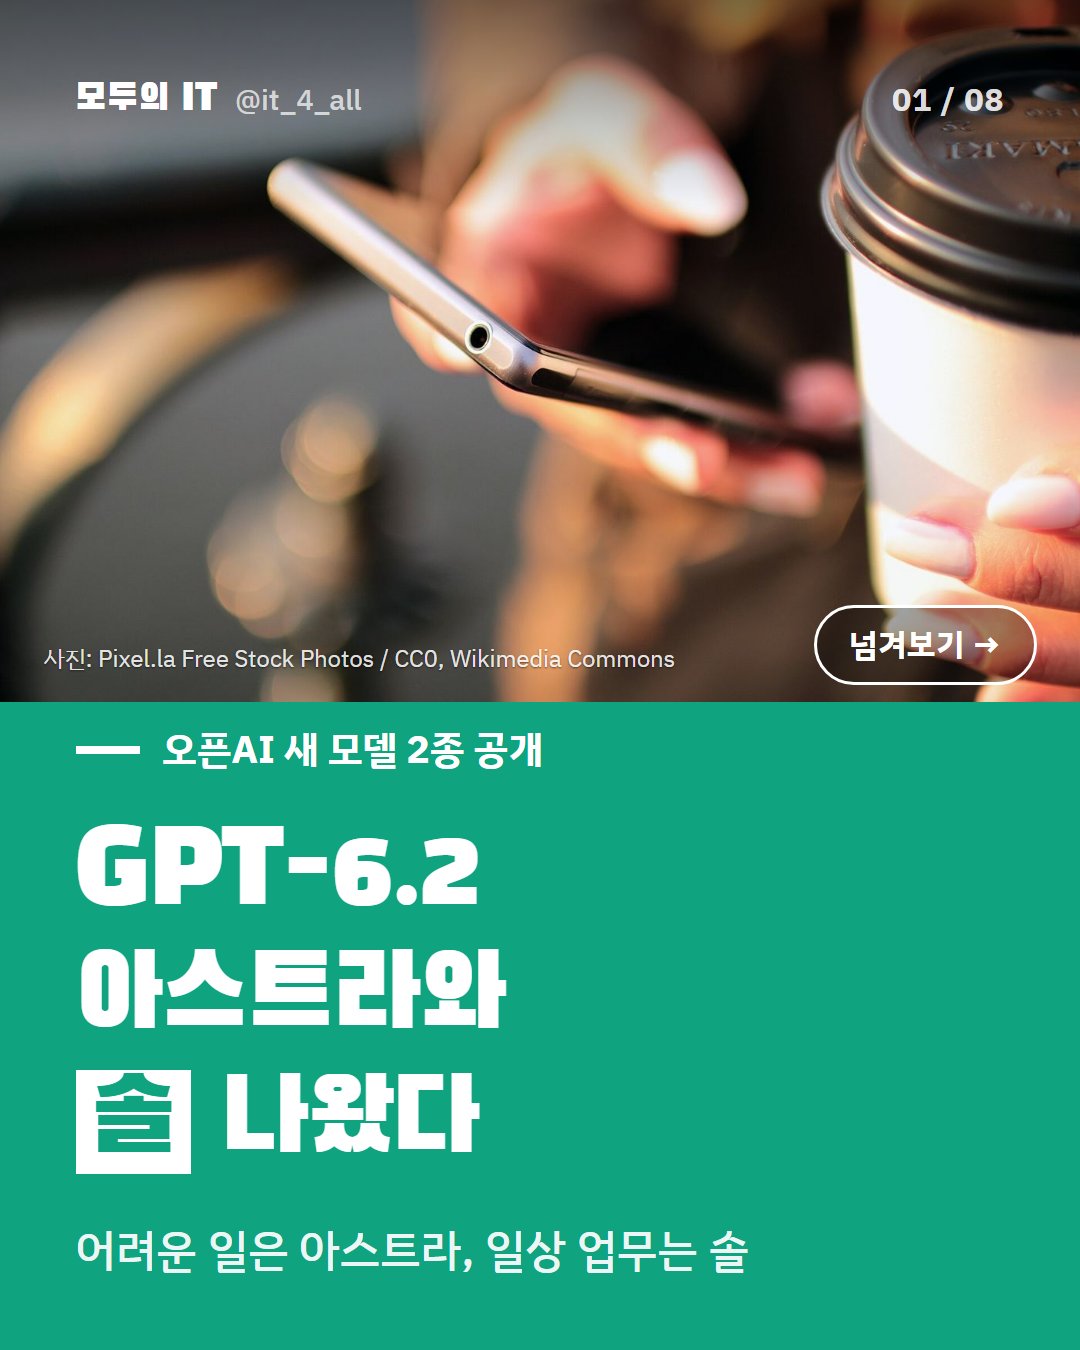 모두의 IT @it_4_all
01 / 08
사진: Pixel.la Free Stock Photos / CC0, Wikimedia Commons
넘겨보기 →
오픈AI 새 모델 2종 공개
GPT-6.2
아스트라와
솔 나왔다
어려운 일은 아스트라, 일상 업무는 솔